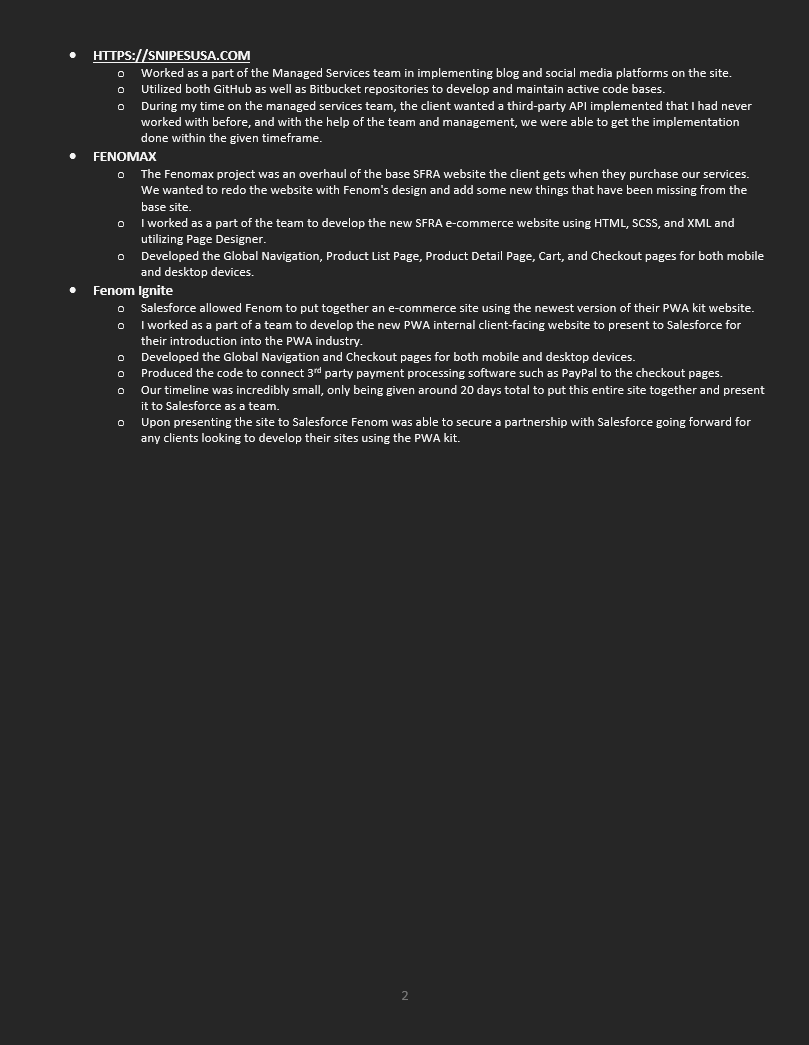 • HTTPS://SNIPESUSA.COM
o Worked as a part of the Managed Services team in implementing blog and social media platforms on the site.
o Utilized both GitHub as well as Bitbucket repositories to develop and maintain active code bases.
o During my time on the managed services team, the client wanted a third-party API implemented that I had never
worked with before, and with the help of the team and management, we were able to get the implementation
done within the given timeframe.
• FENOMAX
o The Fenomax project was an overhaul of the base SFRA website the client gets when they purchase our services.
We wanted to redo the website with Fenom's design and add some new things that have been missing from the
base site.
o I worked as a part of the team to develop the new SFRA e-commerce website using HTML, SCSS, and XML and
utilizing Page Designer.
o Developed the Global Navigation, Product List Page, Product Detail Page, Cart, and Checkout pages for both mobile
and desktop devices.
• Fenom Ignite
o Salesforce allowed Fenom to put together an e-commerce site using the newest version of their PWA kit website.
o I worked as a part of a team to develop the new PWA internal client-facing website to present to Salesforce for
their introduction into the PWA industry.
o Developed the Global Navigation and Checkout pages for both mobile and desktop devices.
o Produced the code to connect 3rd party payment processing software such as PayPal to the checkout pages.
o Our timeline was incredibly small, only being given around 20 days total to put this entire site together and present
it to Salesforce as a team.
o Upon presenting the site to Salesforce Fenom was able to secure a partnership with Salesforce going forward for
any clients looking to develop their sites using the PWA kit.
2